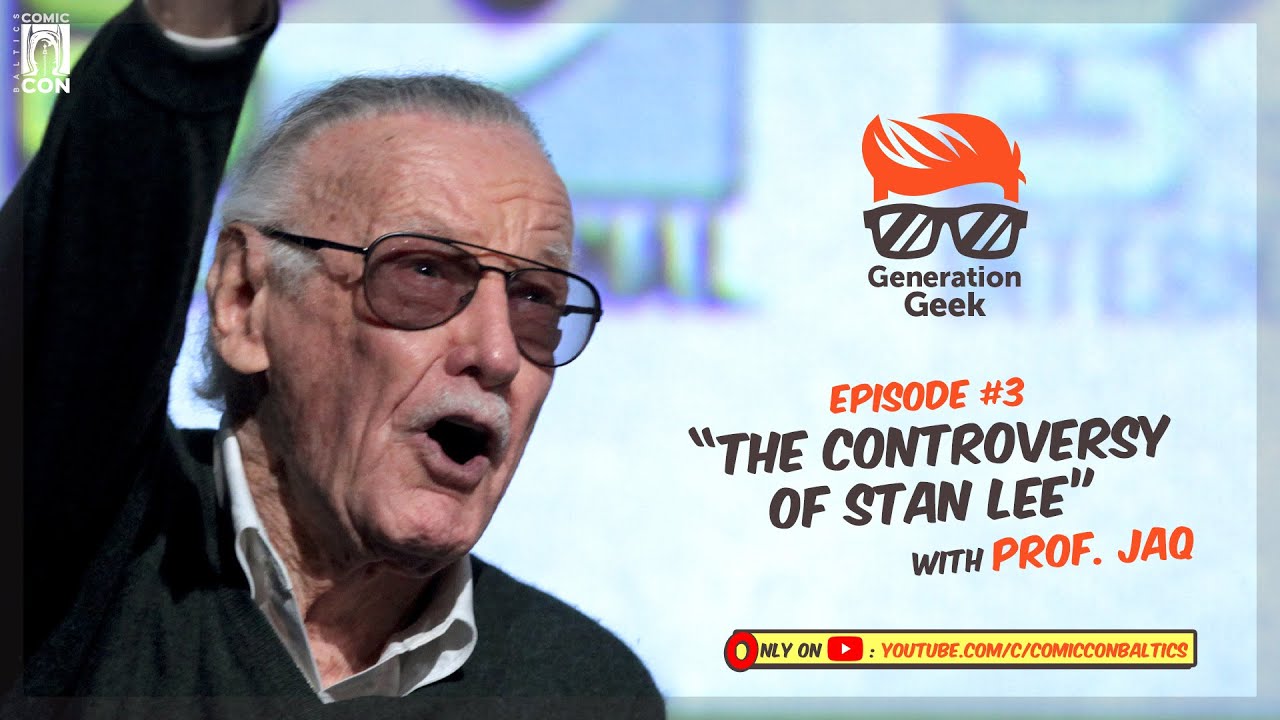 BALTICS
COMIC
CON
Generation
Geek
EPISODE #3
“THE CONTROVERSY
OF STAN LEE”
WITH PROF. JAQ
ONLY ON : YOUTUBE.COM/C/COMICCONBALTICS